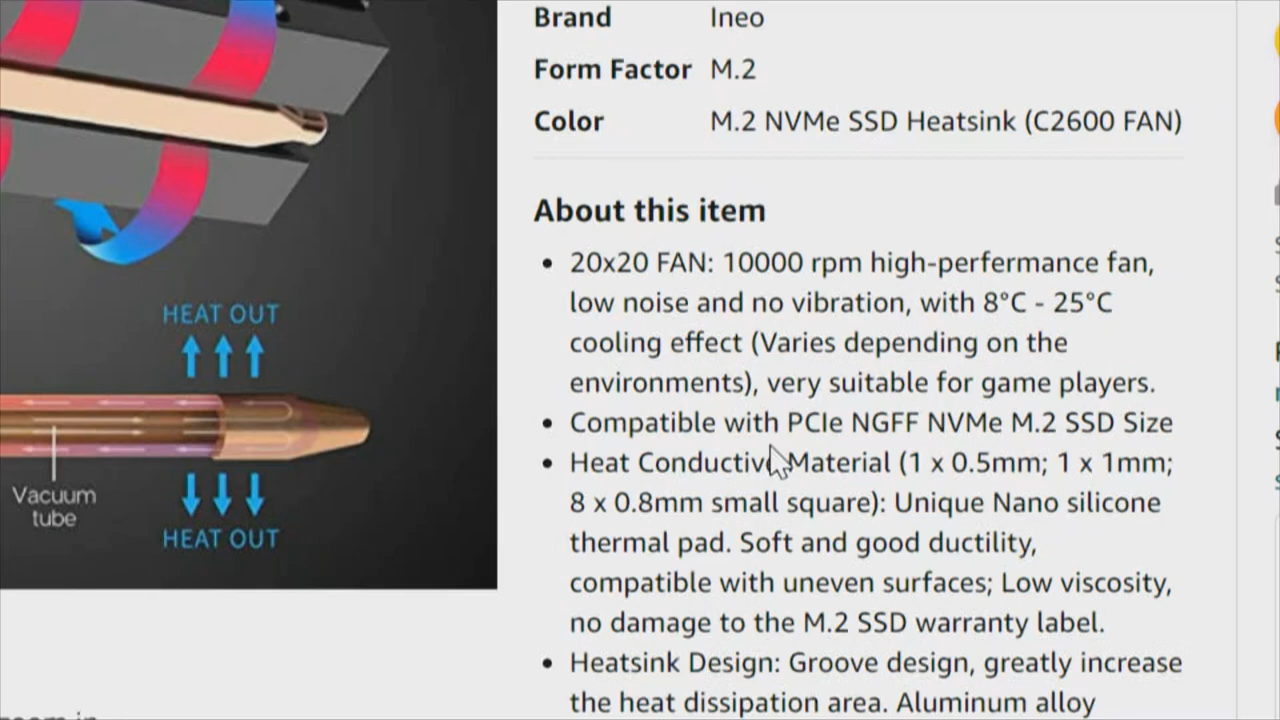 Brand Ineo
Form Factor M.2
Color M.2 NVMe SSD Heatsink (C2600 FAN)
About this item
• 20x20 FAN: 10000 rpm high-perfermance fan,
low noise and no vibration, with 8°C - 25°C
cooling effect (Varies depending on the
environments), very suitable for game players.
• Compatible with PCIe NGFF NVMe M.2 SSD Size
• Heat Conductive Material (1 x 0.5mm; 1 x 1mm;
8 x 0.8mm small square): Unique Nano silicone
thermal pad. Soft and good ductility,
compatible with uneven surfaces; Low viscosity,
no damage to the M.2 SSD warranty label.
• Heatsink Design: Groove design, greatly increase
the heat dissipation area. Aluminum alloy
HEAT OUT
Vacuum
tube
HEAT OUT